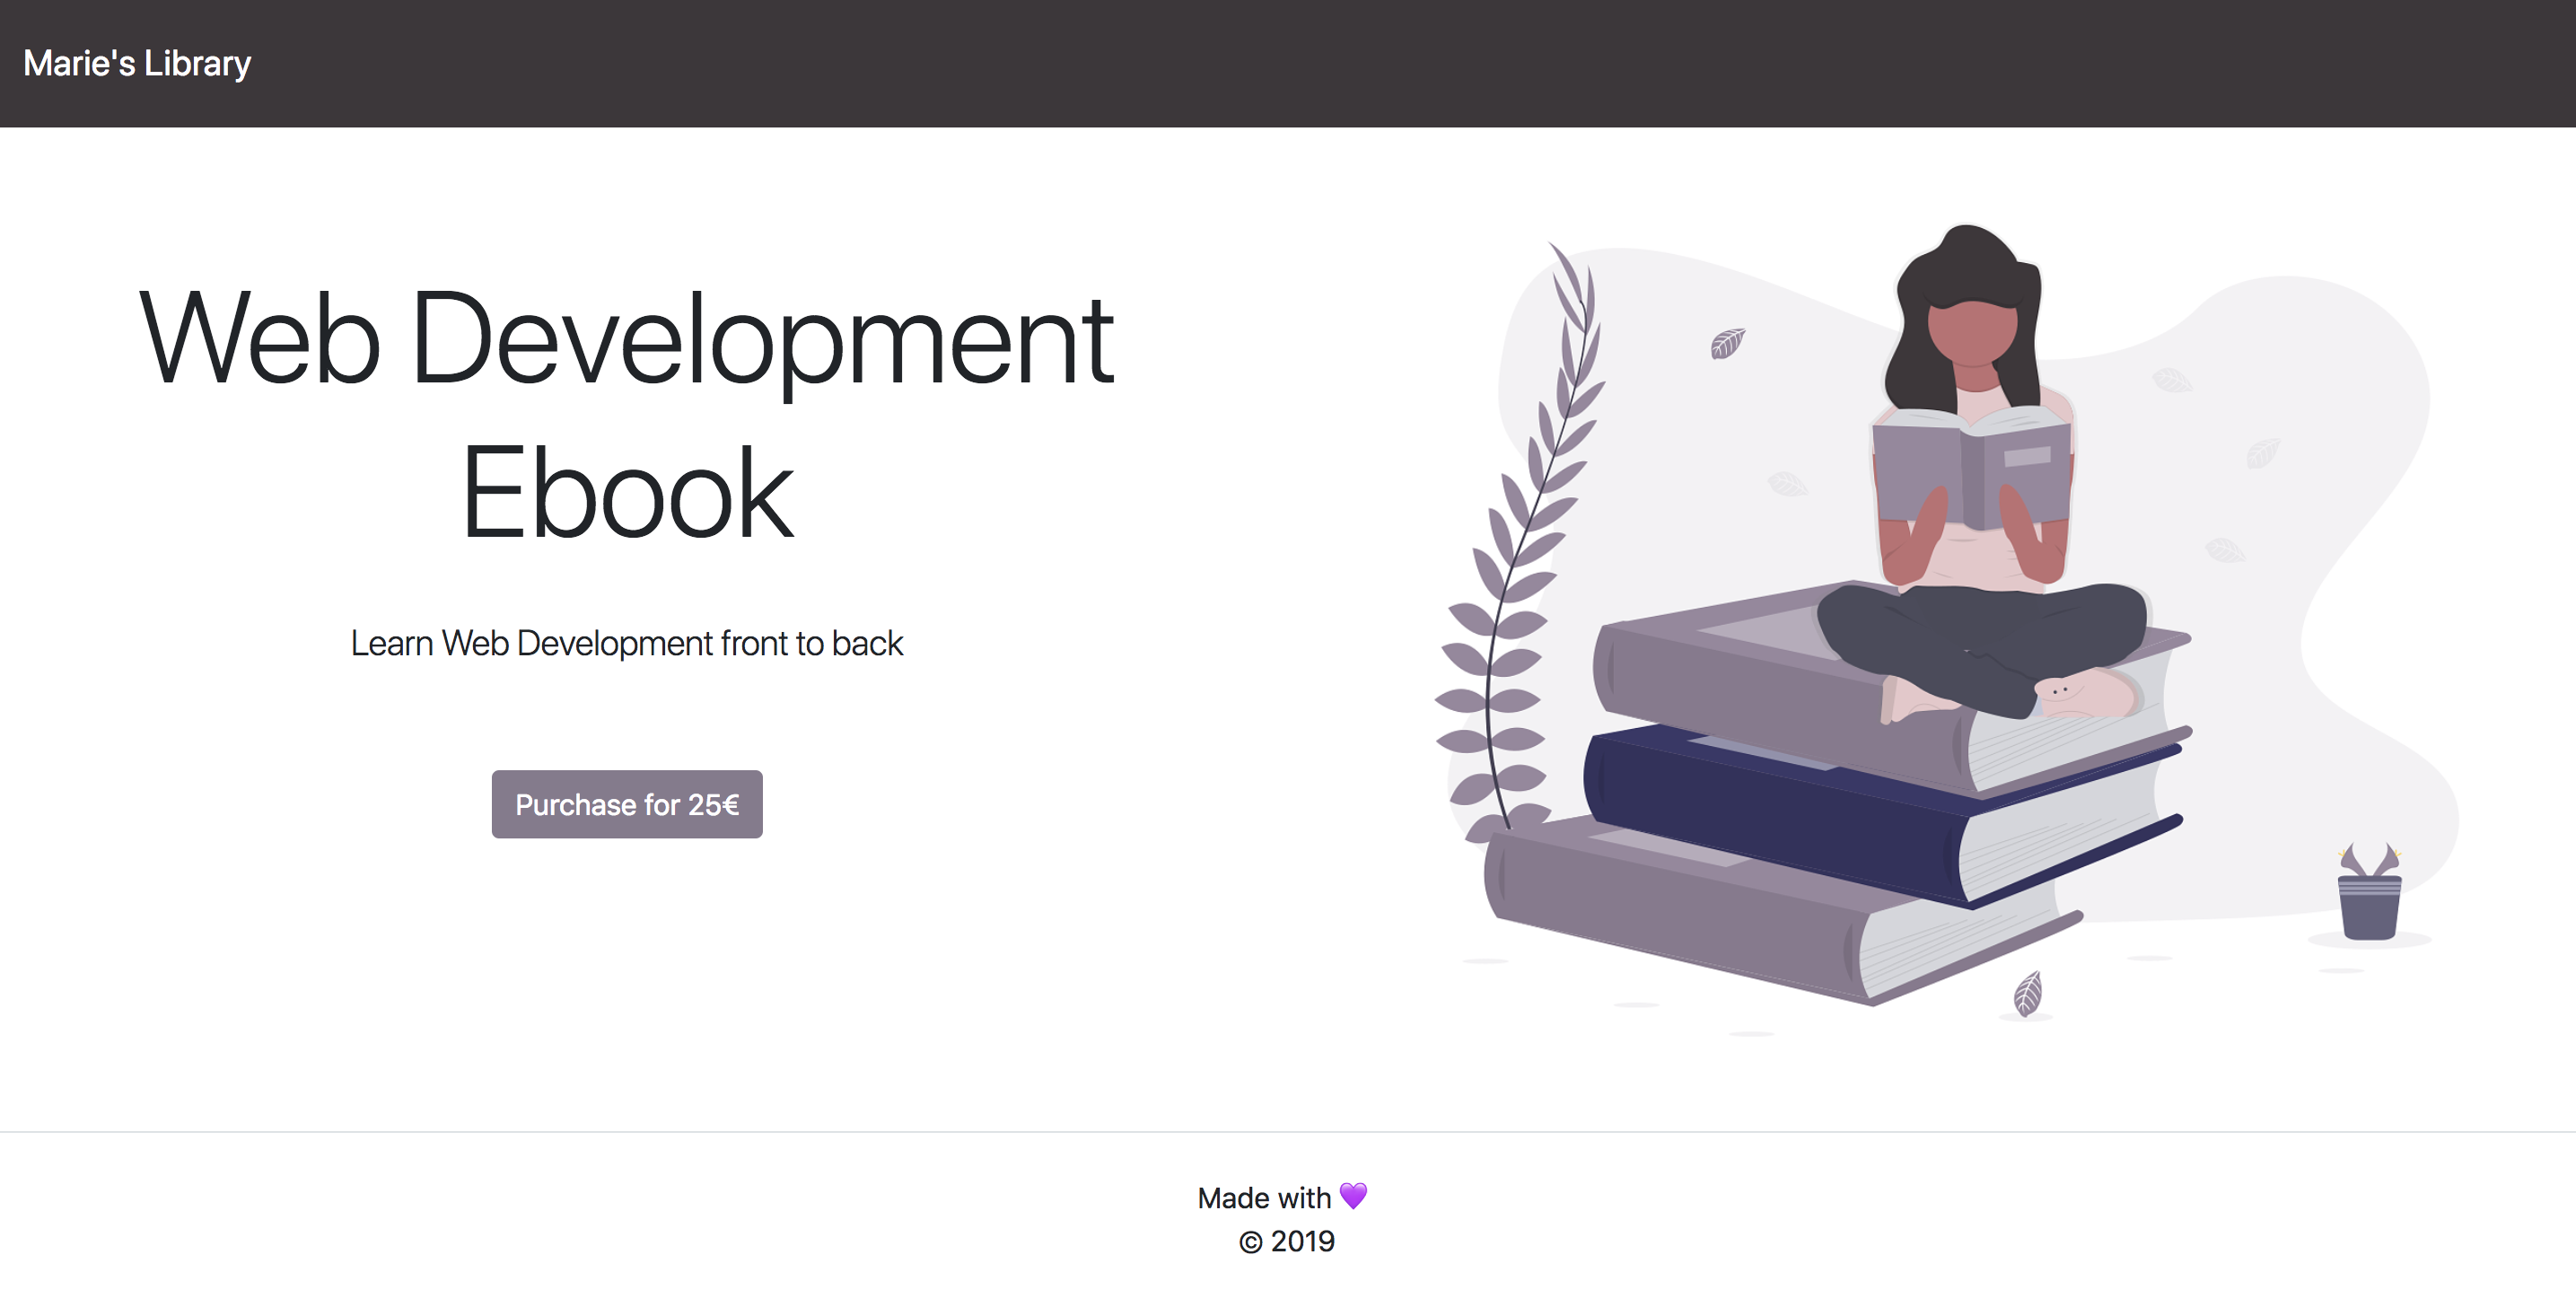 Marie's Library
Web Development
Ebook
Learn Web Development front to back
Purchase for 25€
Made with 💜
© 2019